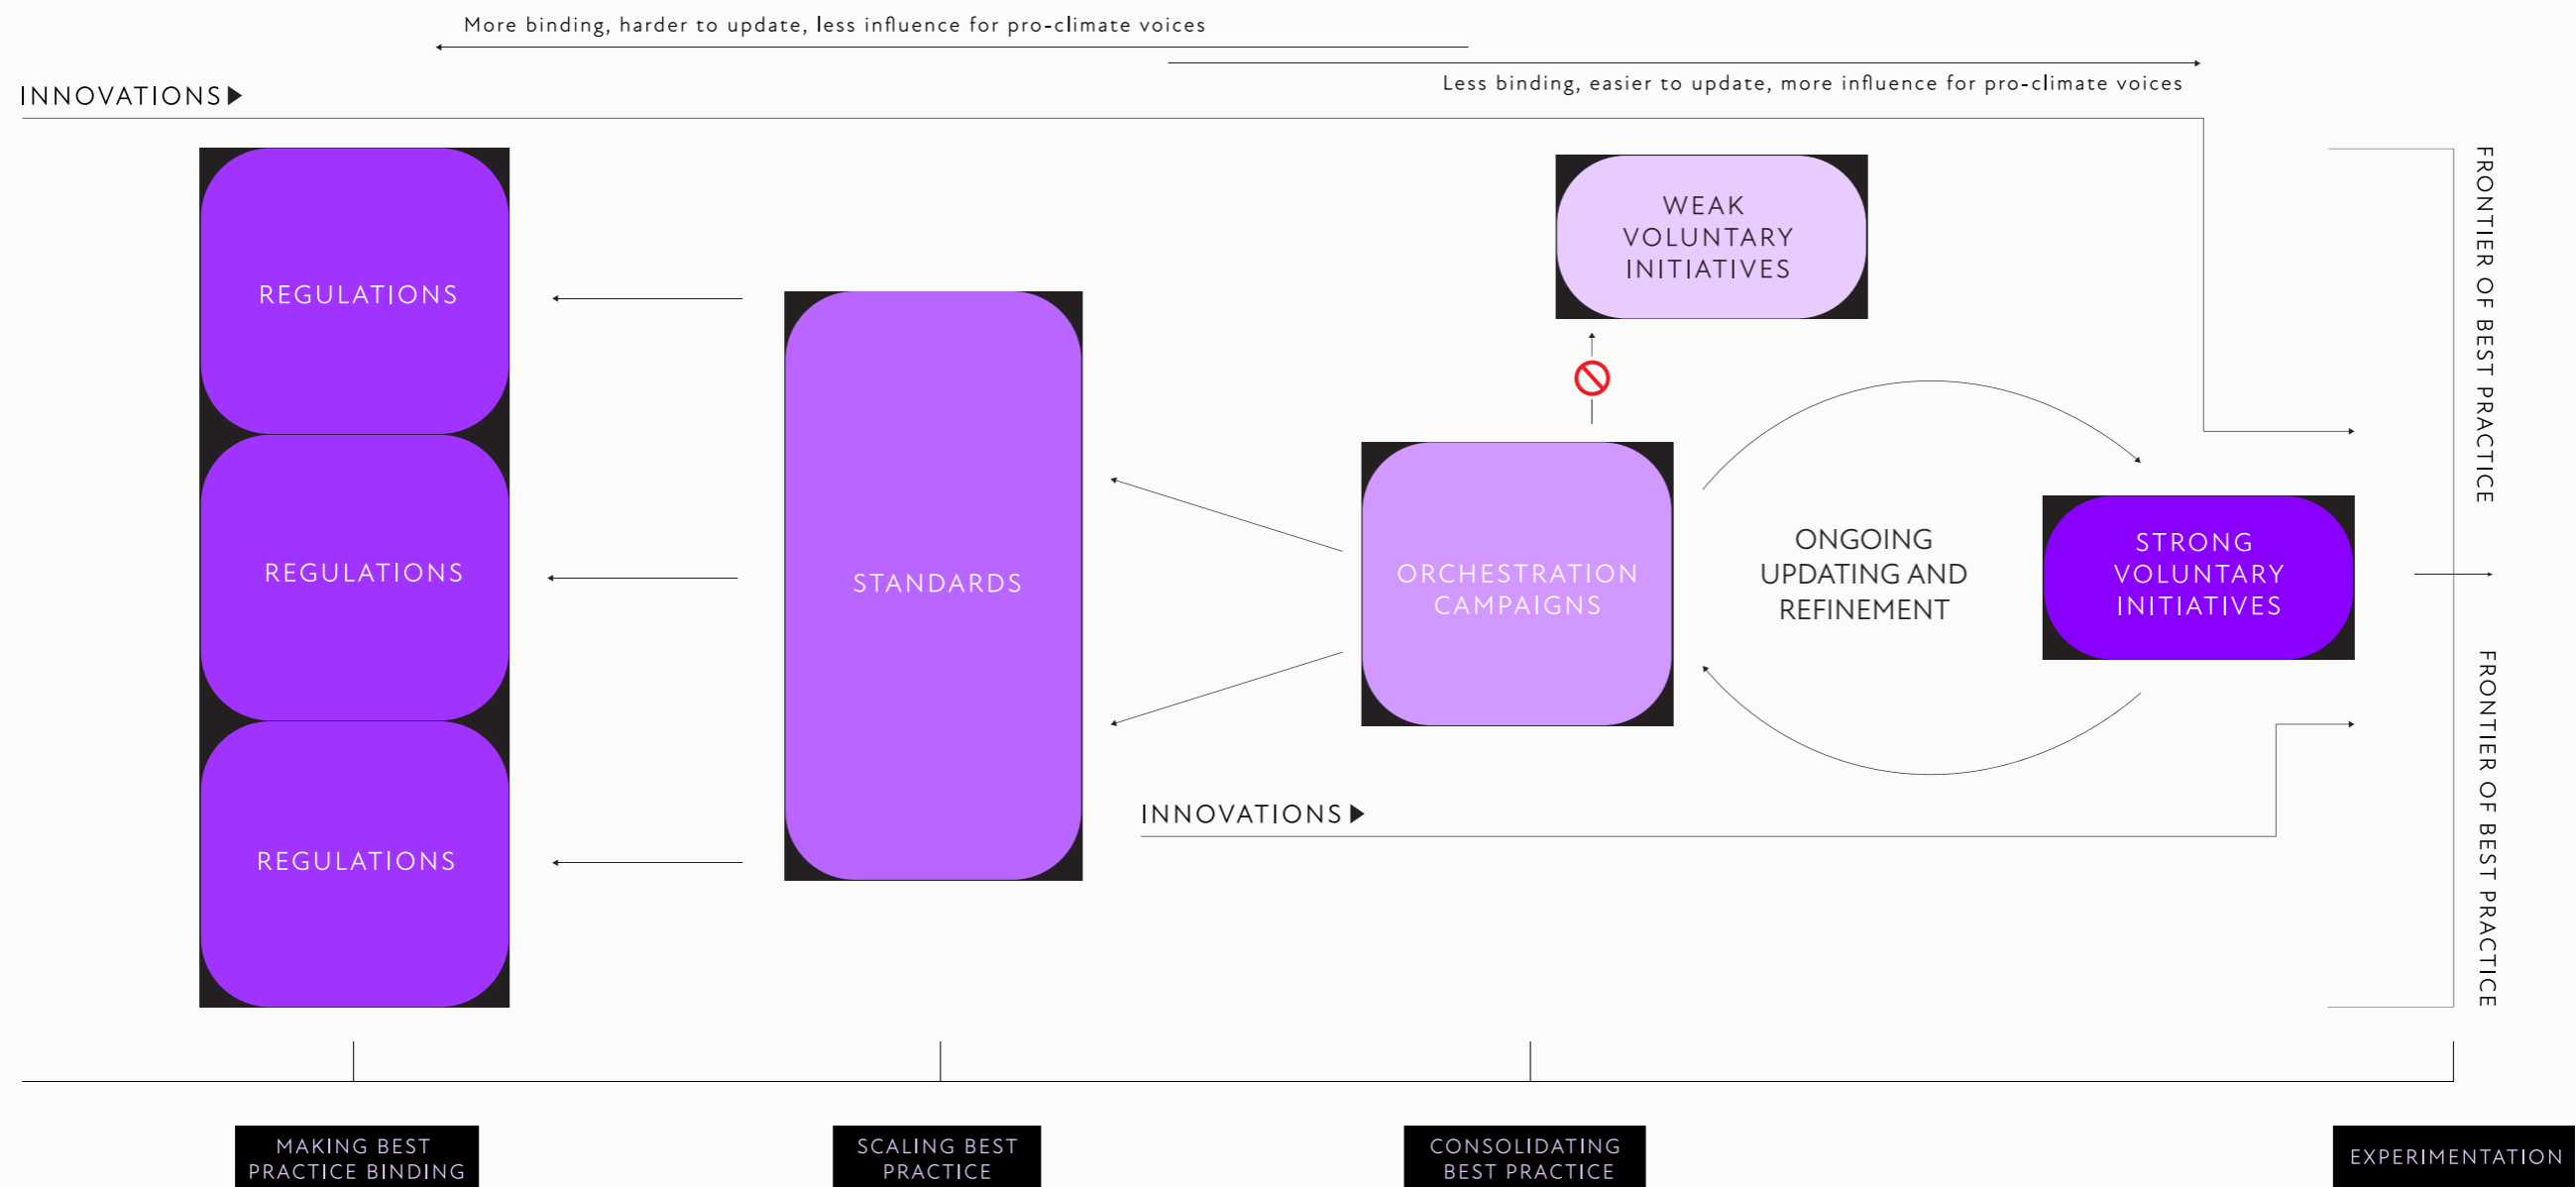 More binding, harder to update, less influence for pro-climate voices
Less binding, easier to update, more influence for pro-climate voices
INNOVATIONS
REGULATIONS
REGULATIONS
REGULATIONS
STANDARDS
WEAK
VOLUNTARY
INITIATIVES
ORCHESTRATION
CAMPAIGNS
ONGOING
UPDATING AND
REFINEMENT
STRONG
VOLUNTARY
INITIATIVES
INNOVATIONS
FRONTIER OF BEST PRACTICE
FRONTIER OF BEST PRACTICE
MAKING BEST
PRACTICE BINDING
SCALING BEST
PRACTICE
CONSOLIDATING
BEST PRACTICE
EXPERIMENTATION